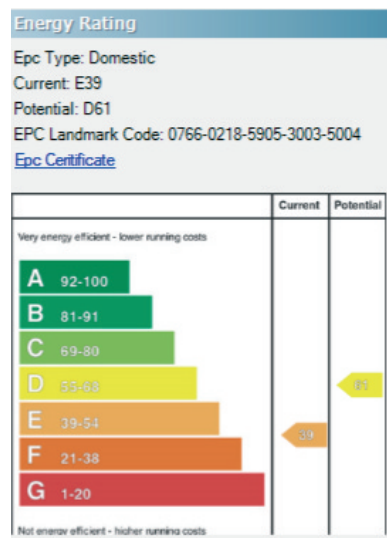 Energy Rating
Epc Type: Domestic
Current: E39
Potential: D61
EPC Landmark Code: 0766-0218-5905-3003-5004
Epc Ceritificate
Current Potential
Very energy efficient - lower running costs
A 92-100
B 81-91
C 69-80
D 55-68 61
E 39-54 39
F 21-38
G 1-20
Not energy efficient - higher running costs